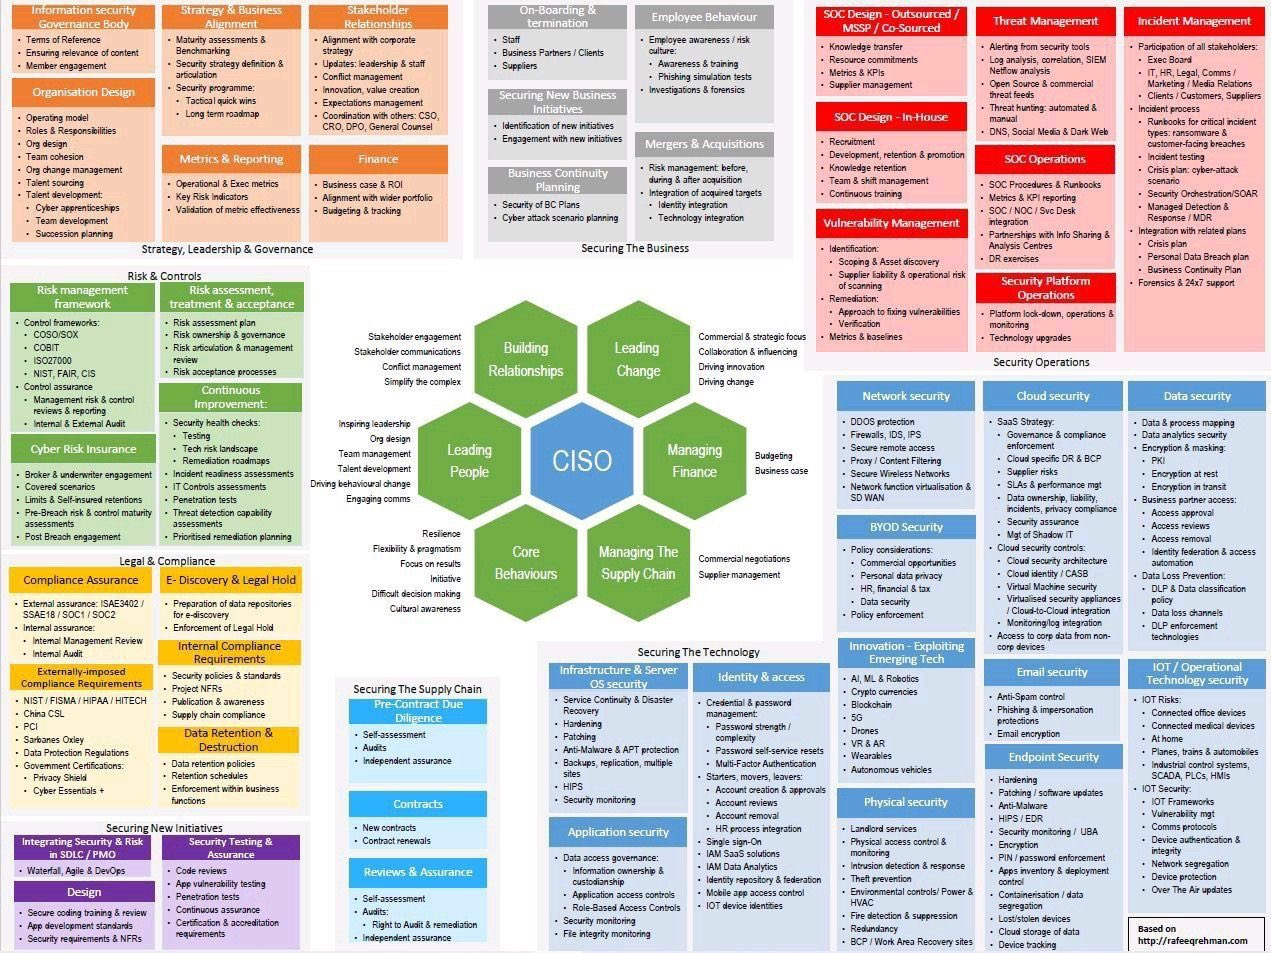 Information security
Governance Body
• Terms of Reference
• Ensuring relevance of content
• Member engagement
Organisation Design
• Operating model
• Roles & Responsibilities
• Org design
• Team cohesion
• Org change management
• Talent sourcing
• Talent development:
• Cyber apprenticeships
• Team development
• Succession planning
Strategy & Business
Alignment
• Maturity assessments &
Benchmarking
• Security strategy definition &
articulation
• Security programme:
• Tactical quick wins
• Long term roadmap
Metrics & Reporting
• Operational & Exec metrics
• Key Risk Indicators
• Validation of metric effectiveness
Stakeholder
Relationships
• Alignment with corporate
strategy
• Updates: leadership & staff
• Conflict management
• Innovation, value creation
• Expectations management
• Coordination with others: CSO,
CRO, DPO, General Counsel
Finance
• Business case & ROI
• Alignment with wider portfolio
• Budgeting & tracking
Strategy, Leadership & Governance
On-Boarding &
termination
• Staff
• Business Partners / Clients
• Suppliers
Securing New Business
Initiatives
• Identification of new initiatives
• Engagement with new initiatives
Business Continuity
Planning
• Security of BC Plans
• Cyber attack scenario planning
Employee Behaviour
• Employee awareness / risk
culture:
• Awareness & training
• Phishing simulation tests
• Investigations & forensics
Mergers & Acquisitions
• Risk management: before,
during & after acquisition
• Integration of acquired targets
• Identity integration
• Technology integration
Securing The Business
SOC Design - Outsourced /
MSSP / Co-Sourced
• Knowledge transfer
• Resource commitments
• Metrics & KPIs
• Supplier management
SOC Design - In-House
• Recruitment
• Development, retention & promotion
• Knowledge retention
• Team & shift management
• Continuous training
Vulnerability Management
• Identification:
• Scoping & Asset discovery
• Supplier liability & operational risk
of scanning
• Remediation:
• Approach to fixing vulnerabilities
• Verification
• Metrics & baselines
Threat Management
• Alerting from security tools
• Log analysis, correlation, SIEM
Netflow analysis
• Open Source & commercial
threat feeds
• Threat hunting: automated &
manual
• DNS, Social Media & Dark Web
SOC Operations
• SOC Procedures & Runbooks
• Metrics & KPI reporting
• SOC / NOC / Svc Desk
integration
• Partnerships with Info Sharing &
Analysis Centres
• DR exercises
Security Platform
Operations
• Platform lock-down, operations &
monitoring
• Technology upgrades
Incident Management
• Participation of all stakeholders:
• Exec Board
• IT, HR, Legal, Comms /
Marketing / Media Relations
• Clients / Customers, Suppliers
• Incident process
• Runbooks for critical incident
types: ransomware &
customer-facing breaches
• Incident testing
• Crisis plan: cyber-attack
scenario
• Security Orchestration/SOAR
• Managed Detection &
Response / MDR
• Integration with related plans
• Crisis plan
• Personal Data Breach plan
• Business Continuity Plan
• Forensics & 24x7 support
Security Operations
Risk & Controls
Risk management
framework
• Control frameworks:
• COSO/SOX
• COBIT
• ISO27000
• NIST, FAIR, CIS
• Control assurance
• Management risk & control
reviews & reporting
• Internal & External Audit
Cyber Risk Insurance
• Broker & underwriter engagement
• Covered scenarios
• Limits & Self-insured retentions
• Pre-Breach risk & control maturity
assessments
• Post Breach engagement
Risk assessment,
treatment & acceptance
• Risk assessment plan
• Risk ownership & governance
• Risk articulation & management
review
• Risk acceptance processes
Continuous
Improvement:
• Security health checks:
• Testing
• Tech risk landscape
• Remediation roadmaps
• Incident readiness assessments
• IT Controls assessments
• Penetration tests
• Threat detection capability
assessments
• Prioritised remediation planning
Stakeholder engagement
Stakeholder communications
Conflict management
Simplify the complex
Building
Relationships
Leading
Change
Commercial & strategic focus
Collaboration & influencing
Driving innovation
Driving change
Inspiring leadership
Org design
Team management
Talent development
Driving behavioural change
Engaging comms
Leading
People
CISO
Managing
Finance
Budgeting
Business case
Resilience
Flexibility & pragmatism
Focus on results
Initiative
Difficult decision making
Cultural awareness
Core
Behaviours
Managing The
Supply Chain
Commercial negotiations
Supplier management
Legal & Compliance
Compliance Assurance
• External assurance: ISAE3402 /
SSAE18 / SOC1 / SOC2
• Internal assurance:
• Internal Management Review
• Internal Audit
Externally-imposed
Compliance Requirements
• NIST / FISMA / HIPAA / HITECH
• China CSL
• PCI
• Sarbanes Oxley
• Data Protection Regulations
• Government Certifications:
• Privacy Shield
• Cyber Essentials +
E- Discovery & Legal Hold
• Preparation of data repositories
for e-discovery
• Enforcement of Legal Hold
Internal Compliance
Requirements
• Security policies & standards
• Project NFRs
• Publication & awareness
• Supply chain compliance
Data Retention &
Destruction
• Data retention policies
• Retention schedules
• Enforcement within business
functions
Securing New Initiatives
Integrating Security & Risk
in SDLC / PMO
• Waterfall, Agile & DevOps
Design
• Secure coding training & review
• App development standards
• Security requirements & NFRs
Security Testing &
Assurance
• Code reviews
• App vulnerability testing
• Penetration tests
• Continuous assurance
• Certification & accreditation
requirements
Securing The Supply Chain
Pre-Contract Due
Diligence
• Self-assessment
• Audits
• Independent assurance
Contracts
• New contracts
• Contract renewals
Reviews & Assurance
• Self-assessment
• Audits:
• Right to Audit & remediation
• Independent assurance
Securing The Technology
Infrastructure & Server
OS security
• Service Continuity & Disaster
Recovery
• Hardening
• Patching
• Anti-Malware & APT protection
• Backups, replication, multiple
sites
• HIPS
• Security monitoring
Application security
• Data access governance:
• Information ownership &
custodianship
• Application access controls
• Role-Based Access Controls
• Security monitoring
• File integrity monitoring
Identity & access
• Credential & password
management:
• Password strength /
complexity
• Password self-service resets
• Multi-Factor Authentication
• Starters, movers, leavers:
• Account creation & approvals
• Account reviews
• Account removal
• HR process integration
• Single sign-On
• IAM SaaS solutions
• IAM Data Analytics
• Identity repository & federation
• Mobile app access control
• IOT device identities
Network security
• DDOS protection
• Firewalls, IDS, IPS
• Secure remote access
• Proxy / Content Filtering
• Secure Wireless Networks
• Network function virtualisation &
SD WAN
BYOD Security
• Policy considerations:
• Commercial opportunities
• Personal data privacy
• HR, financial & tax
• Data security
• Policy enforcement
Innovation - Exploiting
Emerging Tech
• AI, ML & Robotics
• Crypto currencies
• Blockchain
• 5G
• Drones
• VR & AR
• Wearables
• Autonomous vehicles
Physical security
• Landlord services
• Physical access control &
monitoring
• Intrusion detection & response
• Theft prevention
• Environmental controls/ Power &
HVAC
• Fire detection & suppression
• Redundancy
• BCP / Work Area Recovery sites
Cloud security
• SaaS Strategy:
• Governance & compliance
enforcement
• Cloud specific DR & BCP
• Supplier risks
• SLAs & performance mgt
• Data ownership, liability,
incidents, privacy compliance
• Security assurance
• Mgt of Shadow IT
• Cloud security controls:
• Cloud security architecture
• Cloud identity / CASB
• Virtual Machine security
• Virtualised security appliances
/ Cloud-to-Cloud integration
• Monitoring/log integration
• Access to corp data from non-
corp devices
Email security
• Anti-Spam control
• Phishing & impersonation
protections
• Email encryption
Endpoint Security
• Hardening
• Patching / software updates
• Anti-Malware
• HIPS / EDR
• Security monitoring / UBA
• Encryption
• PIN / password enforcement
• Apps inventory & deployment
control
• Containerisation / data
segregation
• Lost/stolen devices
• Cloud storage of data
• Device tracking
Data security
• Data & process mapping
• Data analytics security
• Encryption & masking:
• PKI
• Encryption at rest
• Encryption in transit
• Business partner access:
• Access approval
• Access reviews
• Access removal
• Identity federation & access
automation
• Data Loss Prevention:
• DLP & Data classification
policy
• Data loss channels
• DLP enforcement
technologies
IOT / Operational
Technology security
• IOT Risks:
• Connected office devices
• Connected medical devices
• At home
• Planes, trains & automobiles
• Industrial control systems,
SCADA, PLCs, HMIs
• IOT Security:
• IOT Frameworks
• Vulnerability mgt
• Comms protocols
• Device authentication &
integrity
• Network segregation
• Device protection
• Over The Air updates
Based on
http://rafeeqrehman.com